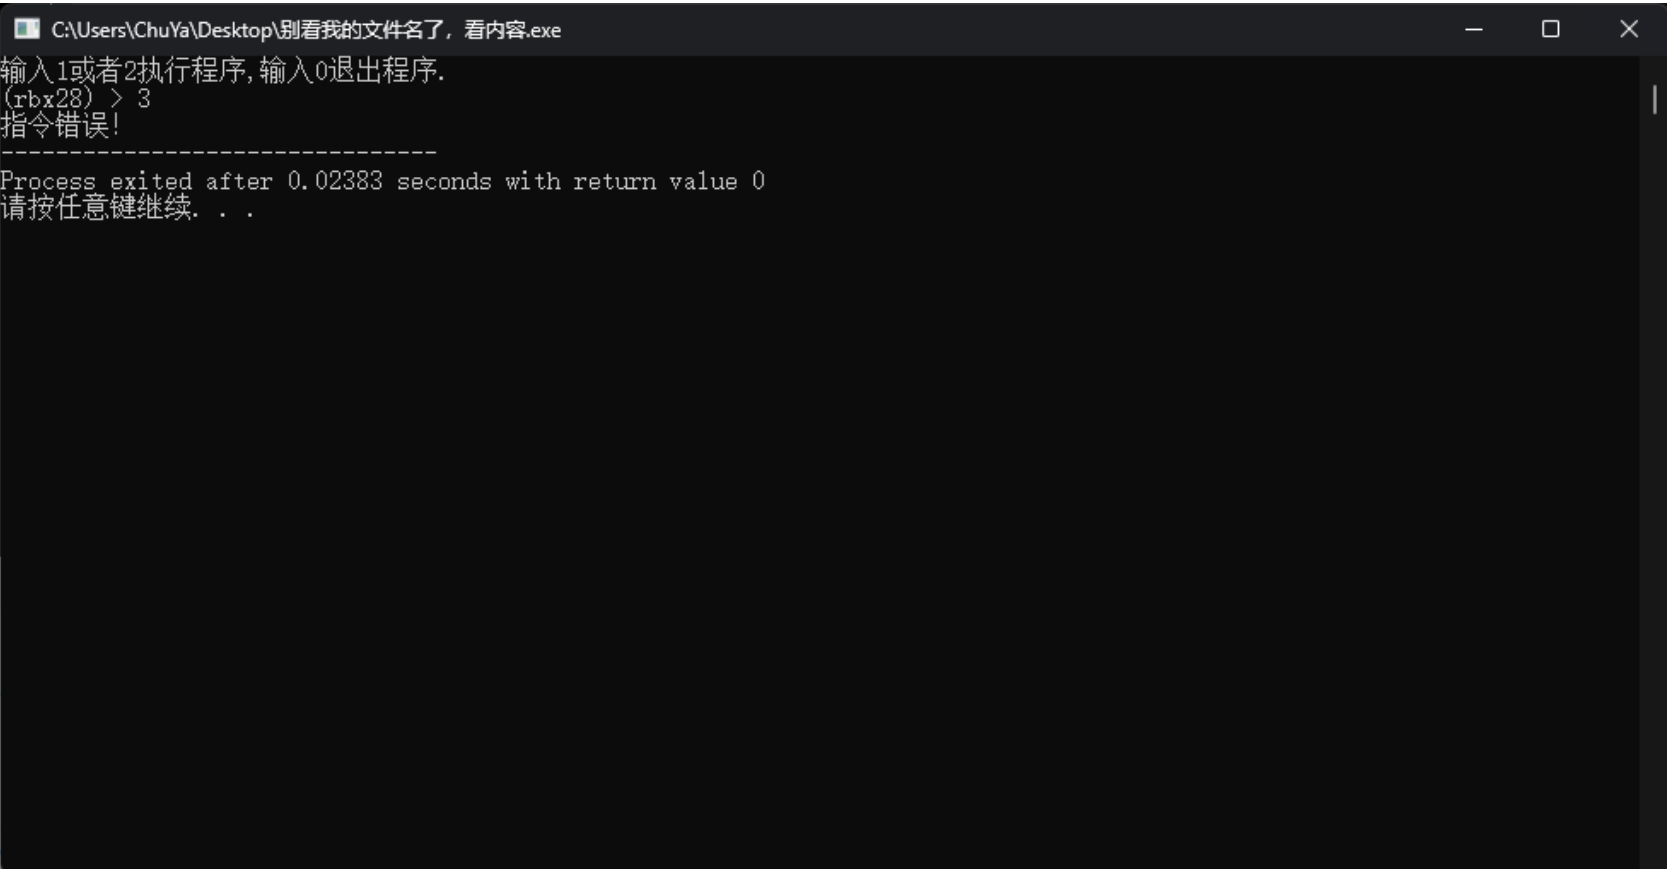 C:\Users\ChuYa\Desktop\别看我的文件名了，看内容.exe
输入1或者2执行程序,输入0退出程序.
(rbx28) > 3
指令错误!
--------------------------------
Process exited after 0.02383 seconds with return value 0
请按任意键继续. . .